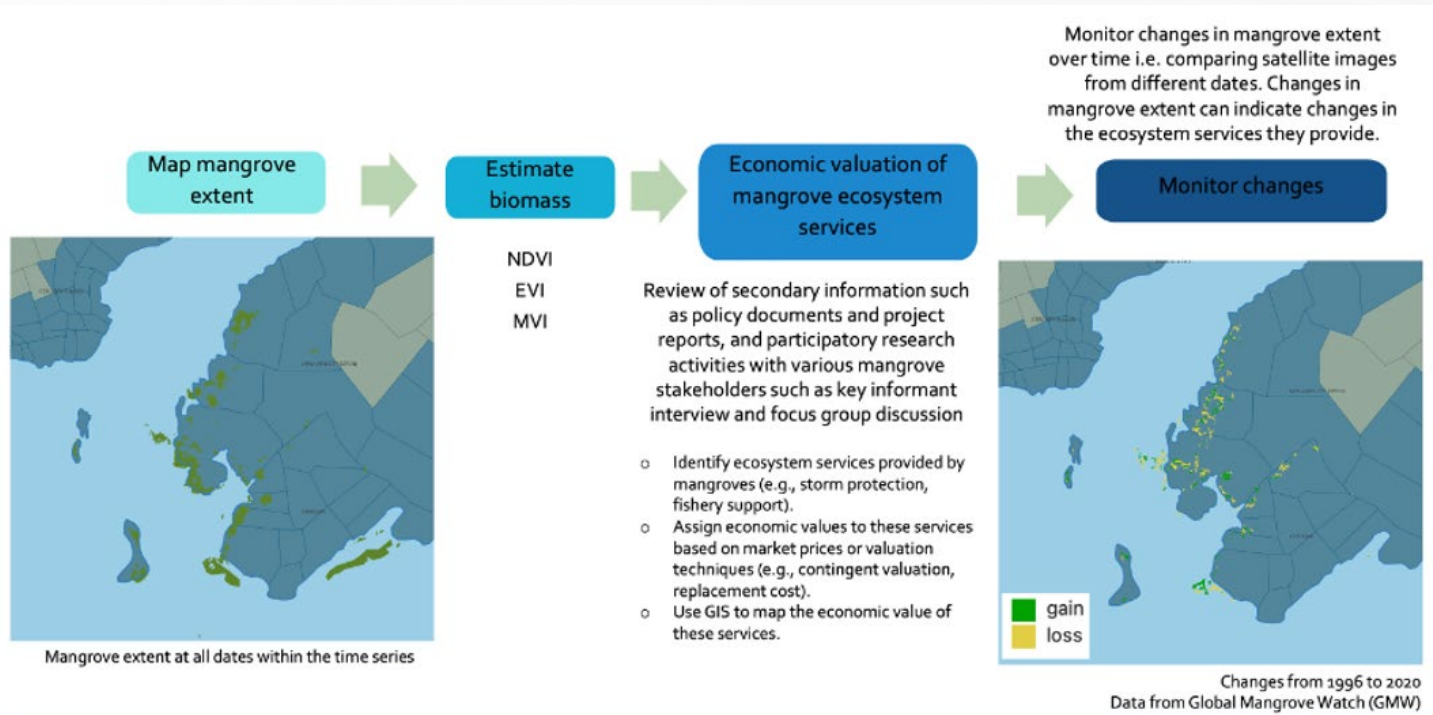 Monitor changes in mangrove extent
over time i.e. comparing satellite images
from different dates. Changes in
mangrove extent can indicate changes in
the ecosystem services they provide.
Map mangrove
extent
Estimate
biomass
Economic valuation of
mangrove ecosystem
services
Monitor changes
NDVI
EVI
MVI
Review of secondary information such
as policy documents and project
reports, and participatory research
activities with various mangrove
stakeholders such as key informant
interview and focus group discussion
o Identify ecosystem services provided by
mangroves (e.g., storm protection,
fishery support).
o Assign economic values to these services
based on market prices or valuation
techniques (e.g., contingent valuation,
replacement cost).
o Use GIS to map the economic value of
these services.
gain
loss
Mangrove extent at all dates within the time series
Changes from 1996 to 2020
Data from Global Mangrove Watch (GMW)